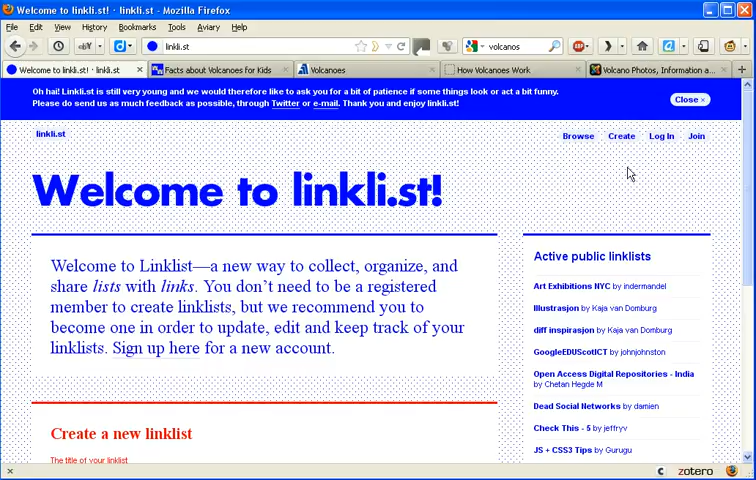 Welcome to linkli.st! · linkli.st - Mozilla Firefox
File Edit View History Bookmarks Tools Aviary Help
linkli.st
volcanos
Welcome to linkli.st! · linkli.st
Facts about Volcanoes for Kids
Volcanoes
How Volcanoes Work
Volcano Photos, Information a...
Oh hai! Linkli.st is still very young and we would therefore like to ask you for a bit of patience if some things look or act a bit funny.
Please do send us as much feedback as possible, through Twitter or e-mail. Thank you and enjoy linkli.st!
Close ×
linkli.st
Browse Create Log In Join
Welcome to linkli.st!
Welcome to Linklist—a new way to collect, organize, and
share lists with links. You don't need to be a registered
member to create linklists, but we recommend you to
become one in order to update, edit and keep track of your
linklists. Sign up here for a new account.
Create a new linklist
The title of your linklist
Active public linklists
Art Exhibitions NYC by indermandel
Illustrasjon by Kaja van Domburg
diff inspirasjon by Kaja van Domburg
GoogleEDUScotICT by johnjohnston
Open Access Digital Repositories - India
by Chetan Hegde M
Dead Social Networks by damien
Check This - 5 by jeffryv
JS + CSS3 Tips by Gurugu
zotero